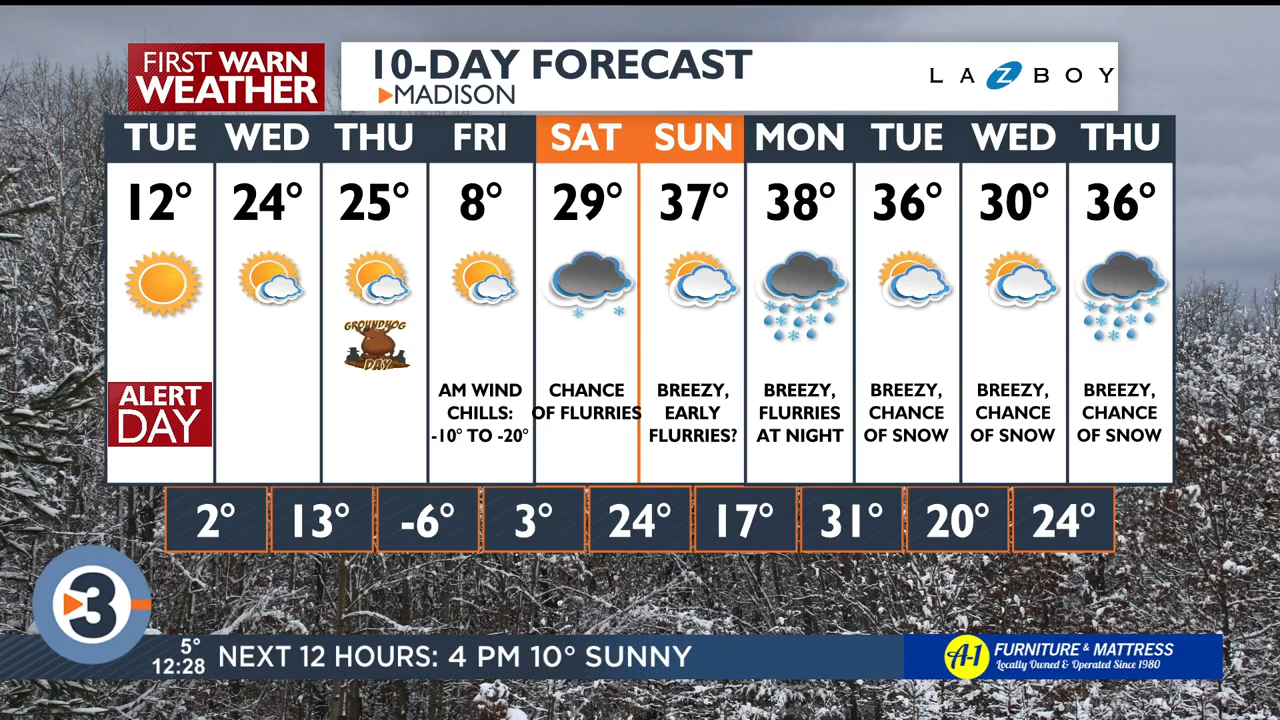 FIRST WARN
WEATHER
10-DAY FORECAST
MADISON
LA Z BOY
TUE WED THU FRI SAT SUN MON TUE WED THU
12° 24° 25° 8° 29° 37° 38° 36° 30° 36°
GROUNDHOG
DAY
ALERT
DAY
AM WIND
CHILLS:
-10° TO -20°
CHANCE
OF FLURRIES
BREEZY,
EARLY
FLURRIES?
BREEZY,
FLURRIES
AT NIGHT
BREEZY,
CHANCE
OF SNOW
BREEZY,
CHANCE
OF SNOW
BREEZY,
CHANCE
OF SNOW
2° 13° -6° 3° 24° 17° 31° 20° 24°
3
5°
12:28
NEXT 12 HOURS: 4 PM 10° SUNNY
A-1
FURNITURE & MATTRESS
Locally Owned & Operated Since 1980